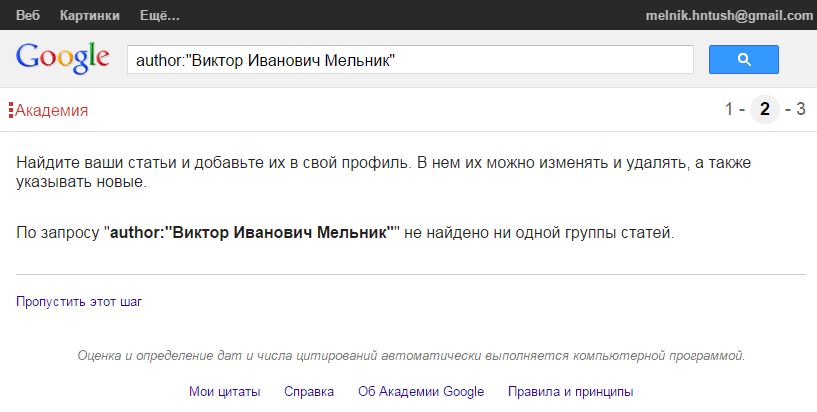 Веб Картинки Ещё... melnik.hntush@gmail.com
Google author:"Виктор Иванович Мельник"
Академия 1 - 2 - 3
Найдите ваши статьи и добавьте их в свой профиль. В нем их можно изменять и удалять, а также
указывать новые.
По запросу "author:"Виктор Иванович Мельник"" не найдено ни одной группы статей.
Пропустить этот шаг
Оценка и определение дат и числа цитирований автоматически выполняется компьютерной программой.
Мои цитаты Справка Об Академии Google Правила и принципы